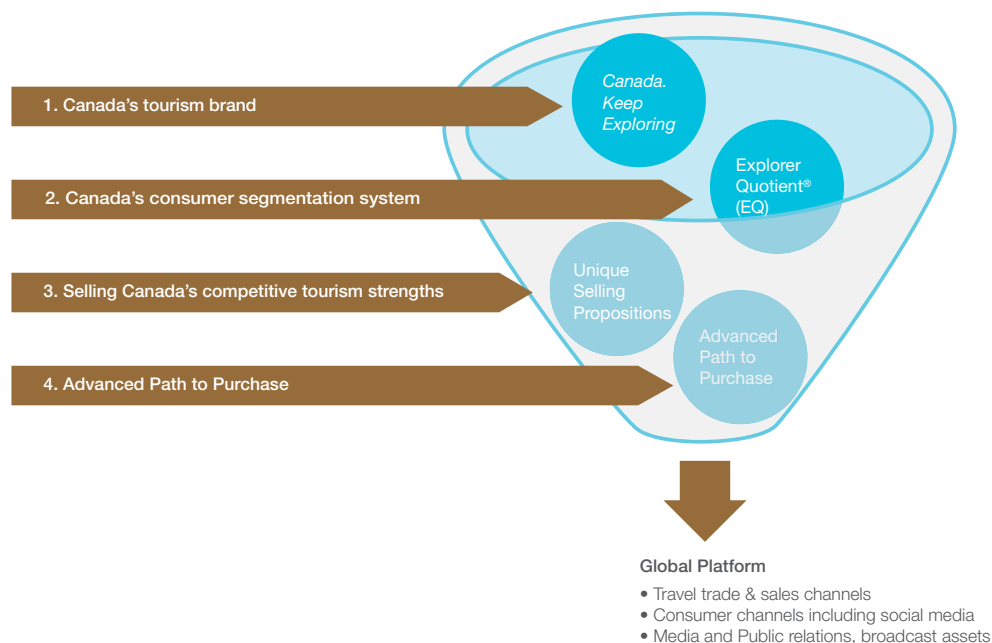 Canada.
Keep
Exploring
1. Canada's tourism brand
Explorer
Quotient®
(EQ)
2. Canada's consumer segmentation system
Unique
Selling
Propositions
3. Selling Canada's competitive tourism strengths
Advanced
Path to
Purchase
4. Advanced Path to Purchase
Global Platform
• Travel trade & sales channels
• Consumer channels including social media
• Media and Public relations, broadcast assets